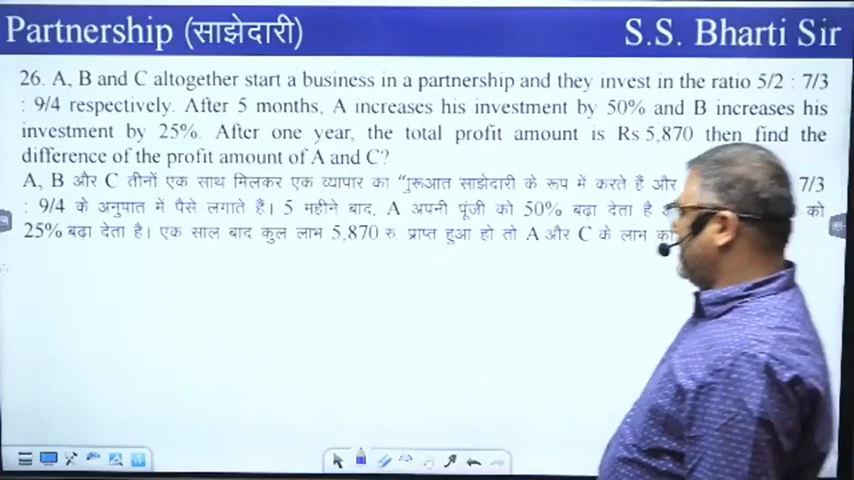 Partnership (साझेदारी)
S.S. Bharti Sir
26. A, B and C altogether start a business in a partnership and they invest in the ratio 5/2 : 7/3
: 9/4 respectively. After 5 months, A increases his investment by 50% and B increases his
investment by 25%. After one year, the total profit amount is Rs 5,870 then find the
difference of the profit amount of A and C?
A, B और C तीनों एक साथ मिलकर एक व्यापार का “ुरूआत साझेदारी के रूप में करते हैं और 7/3
: 9/4 के अनुपात में पैसे लगाते हैं। 5 महीने बाद, A अपनी पूंजी को 50% बढ़ा देता है को
25% बढ़ा देता है। एक साल बाद कुल लाभ 5,870 रु. प्राप्त हुआ हो तो A और C के लाभ का